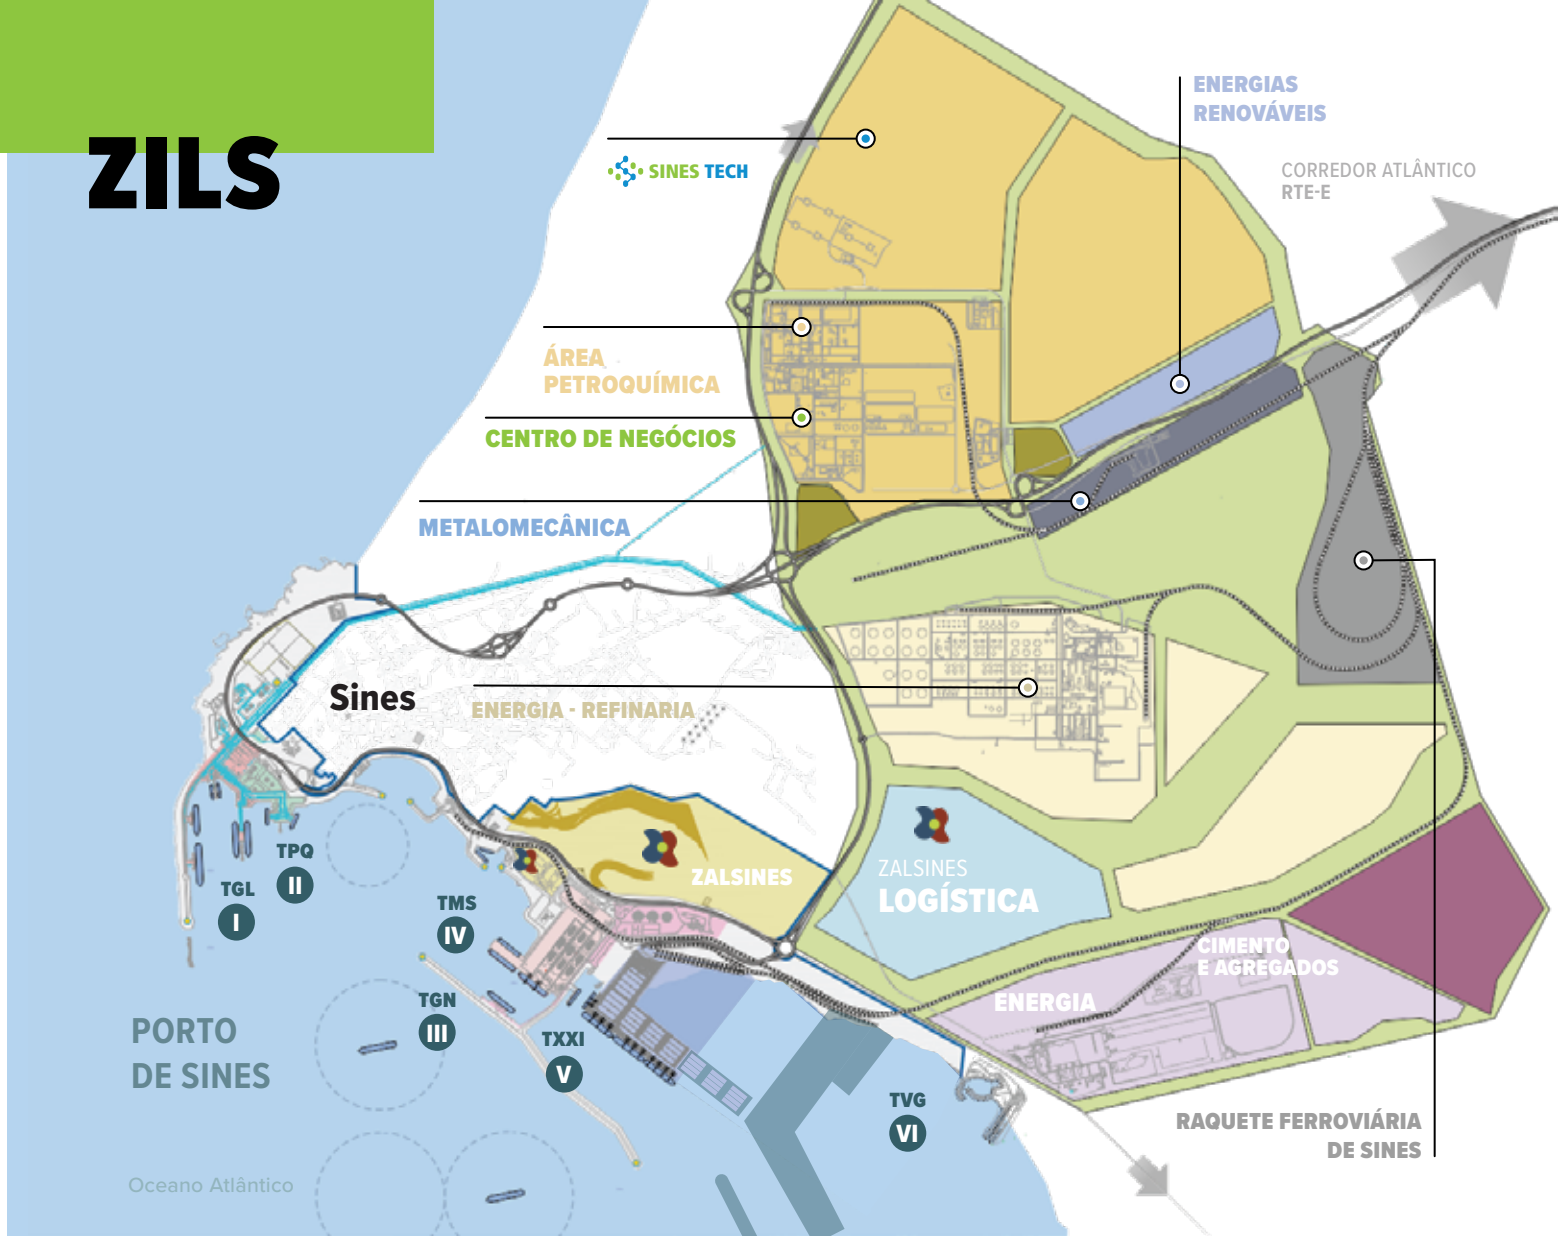 ZILS
SINES TECH
ENERGIAS
RENOVÁVEIS
CORREDOR ATLÂNTICO
RTE-E
ÁREA
PETROQUÍMICA
CENTRO DE NEGÓCIOS
METALOMECÂNICA
Sines
ENERGIA - REFINARIA
ZALSINES
ZALSINES
LOGÍSTICA
TPQ
II
TGL
I
TMS
IV
TGN
III
TXXI
V
TVG
VI
CIMENTO
E AGREGADOS
ENERGIA
PORTO
DE SINES
RAQUETE FERROVIÁRIA
DE SINES
Oceano Atlântico